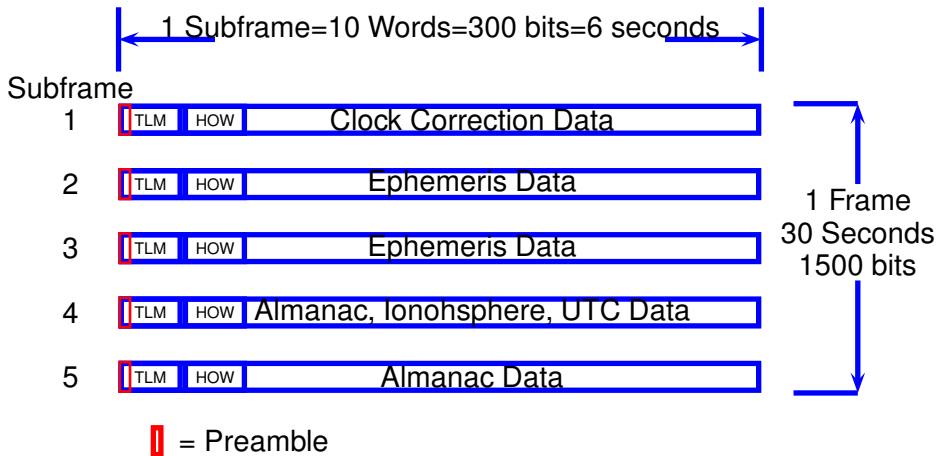 1 Subframe=10 Words=300 bits=6 seconds
Subframe
1 TLM HOW Clock Correction Data
2 TLM HOW Ephemeris Data
3 TLM HOW Ephemeris Data
4 TLM HOW Almanac, Ionohsphere, UTC Data
5 TLM HOW Almanac Data
1 Frame
30 Seconds
1500 bits
= Preamble